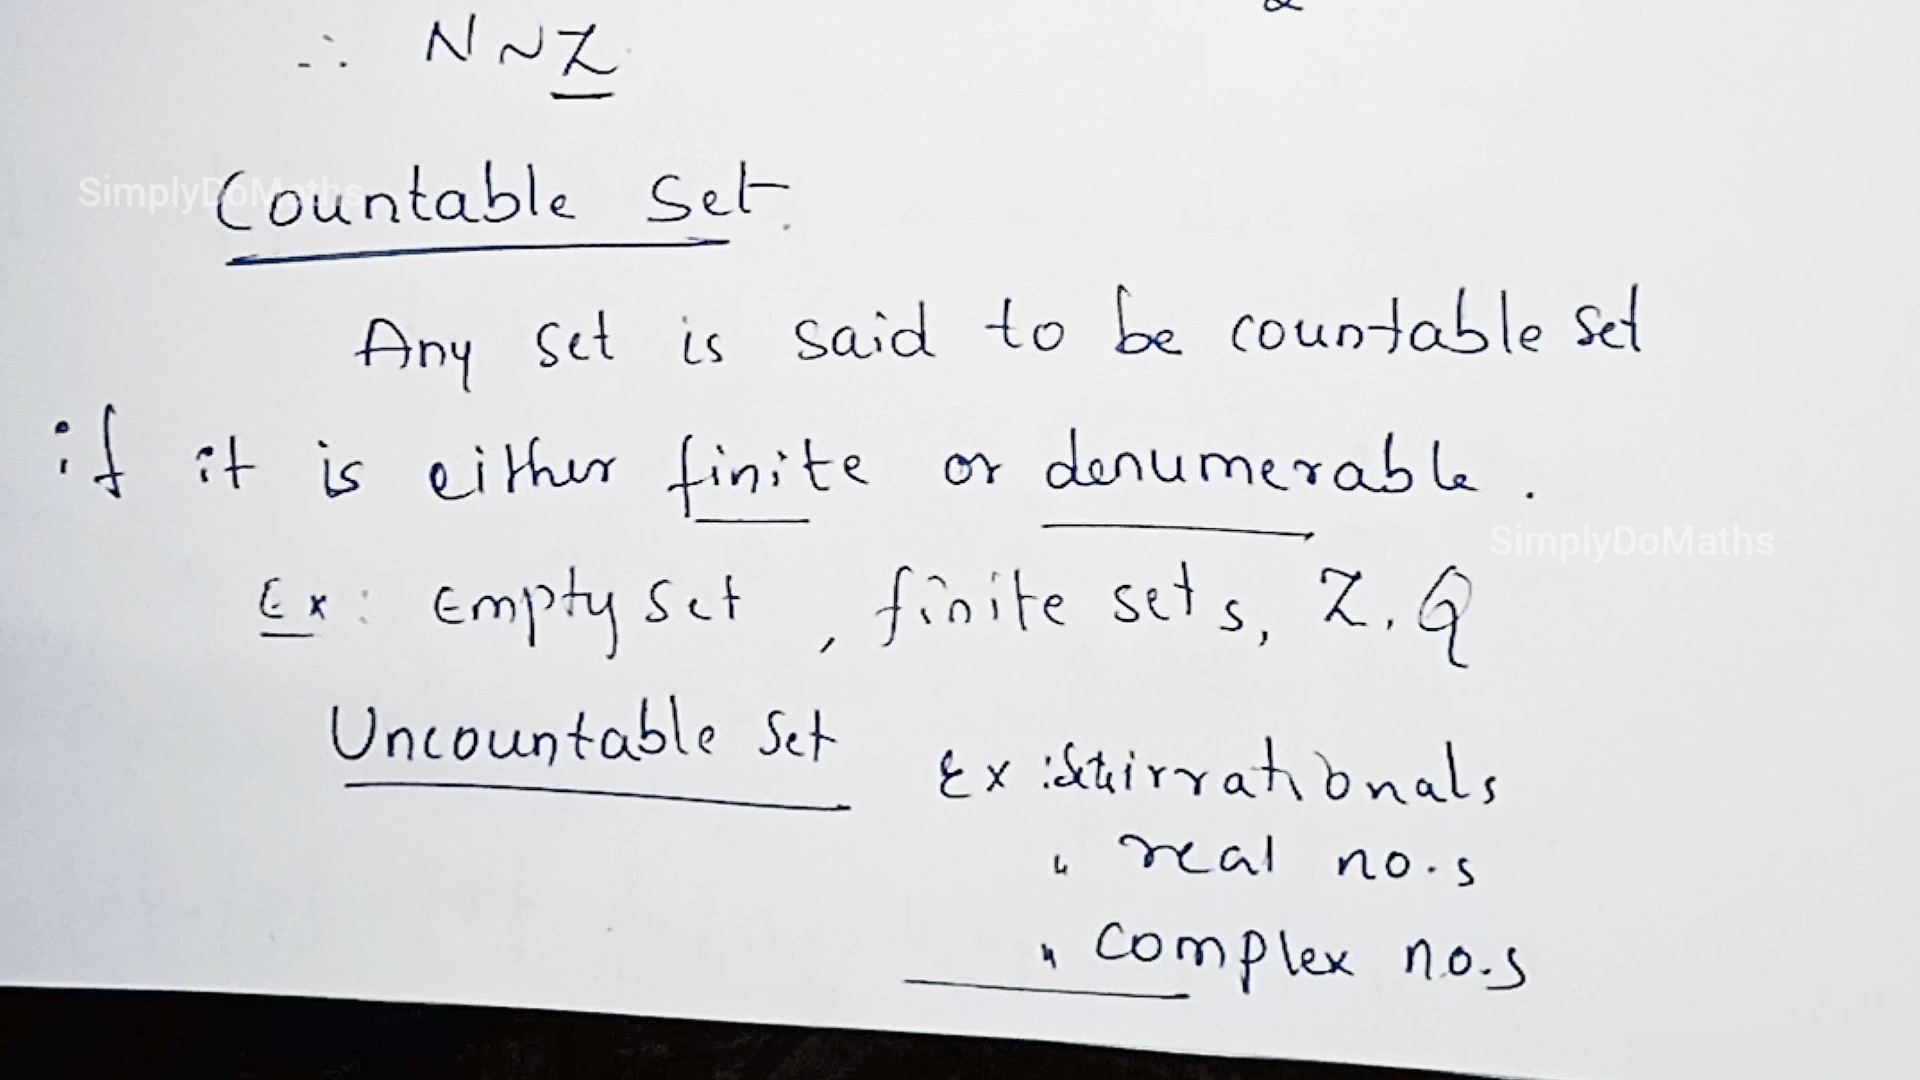 ∴ N ~ Z
Countable Set.
Any set is said to be countable set
if it is either finite or denumerable.
Ex: Empty set, finite sets, Z, Q
Uncountable Set
Ex: irrationals
" real no.s
" complex no.s
SimplyDoMaths
SimplyDoMaths